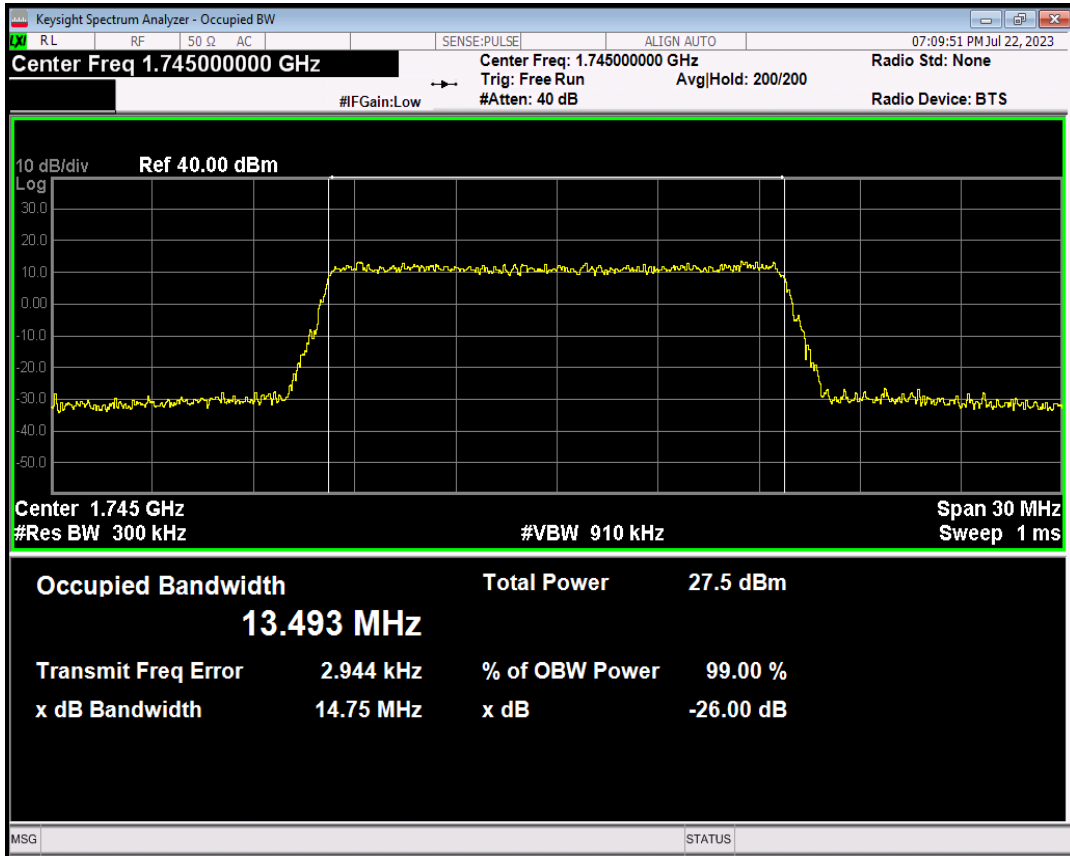 Keysight Spectrum Analyzer - Occupied BW
LXI RL RF 50 Ω AC SENSE:PULSE ALIGN AUTO 07:09:51 PM Jul 22, 2023
Center Freq 1.745000000 GHz Center Freq: 1.745000000 GHz Radio Std: None
Trig: Free Run Avg|Hold: 200/200
#IFGain:Low #Atten: 40 dB Radio Device: BTS
10 dB/div Ref 40.00 dBm
Log
30.0
20.0
10.0
0.00
-10.0
-20.0
-30.0
-40.0
-50.0
Center 1.745 GHz Span 30 MHz
#Res BW 300 kHz #VBW 910 kHz Sweep 1 ms
Occupied Bandwidth Total Power 27.5 dBm
13.493 MHz
Transmit Freq Error 2.944 kHz % of OBW Power 99.00 %
x dB Bandwidth 14.75 MHz x dB -26.00 dB
MSG STATUS